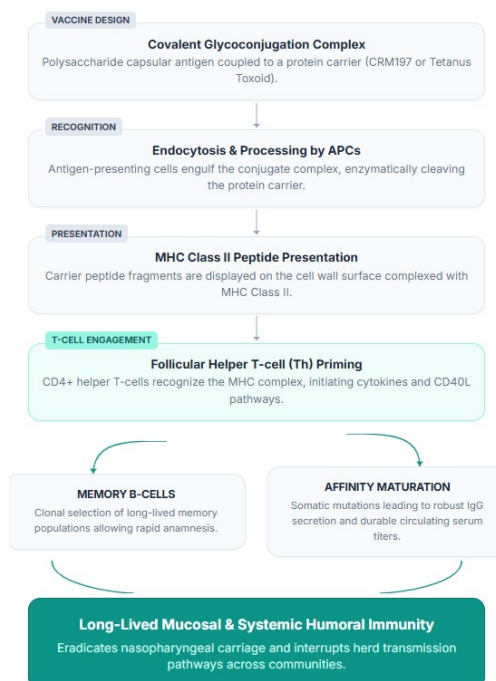 VACCINE DESIGN
Covalent Glycoconjugation Complex
Polysaccharide capsular antigen coupled to a protein carrier (CRM197 or Tetanus
Toxoid).
RECOGNITION
Endocytosis & Processing by APCs
Antigen-presenting cells engulf the conjugate complex, enzymatically cleaving
the protein carrier.
PRESENTATION
MHC Class II Peptide Presentation
Carrier peptide fragments are displayed on the cell wall surface complexed with
MHC Class II.
T-CELL ENGAGEMENT
Follicular Helper T-cell (Th) Priming
CD4+ helper T-cells recognize the MHC complex, initiating cytokines and CD40L
pathways.
MEMORY B-CELLS
Clonal selection of long-lived memory
populations allowing rapid anamnesis.
AFFINITY MATURATION
Somatic mutations leading to robust IgG
secretion and durable circulating serum
titers.
Long-Lived Mucosal & Systemic Humoral Immunity
Eradicates nasopharyngeal carriage and interrupts herd transmission
pathways across communities.